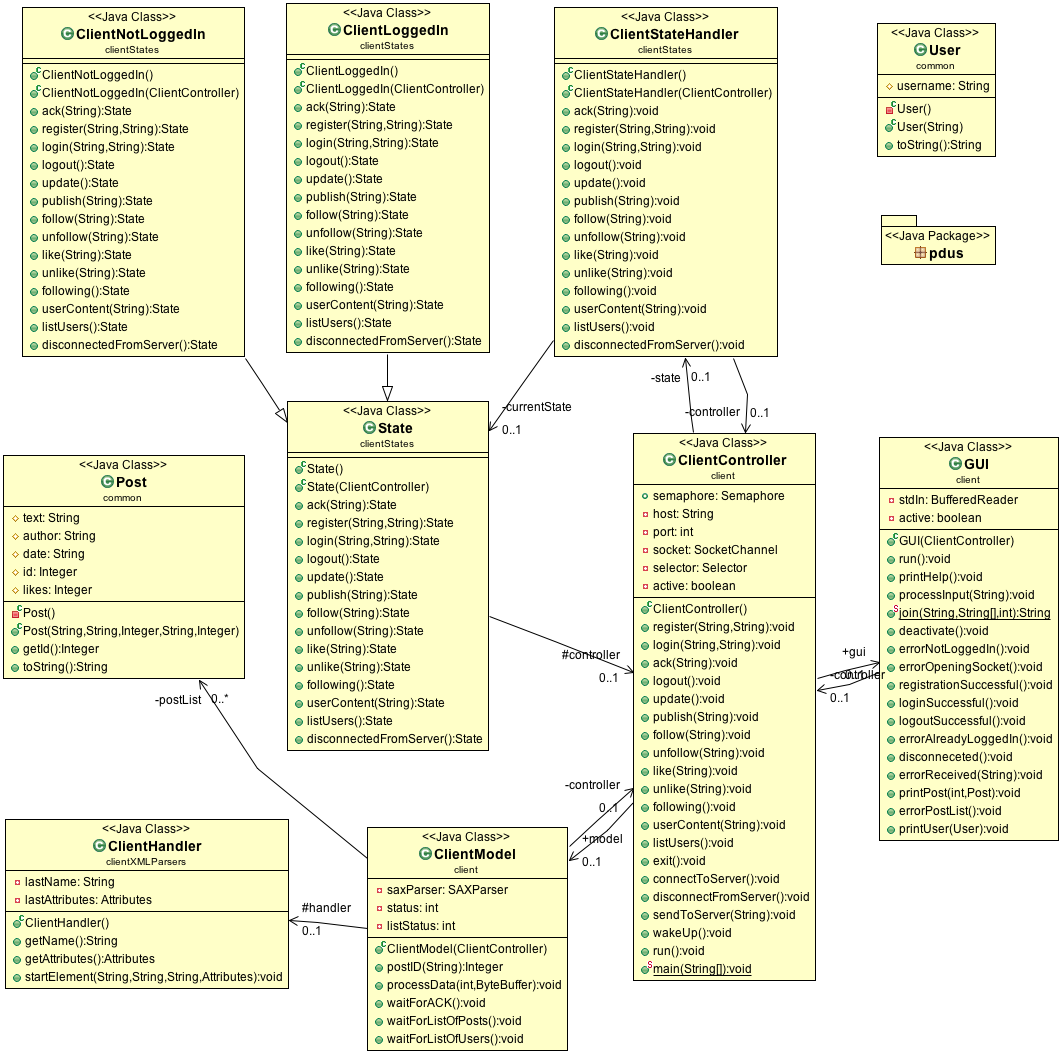 <<Java Class>>
ClientNotLoggedIn
clientStates
ClientNotLoggedIn()
ClientNotLoggedIn(ClientController)
ack(String):State
register(String,String):State
login(String,String):State
logout():State
update():State
publish(String):State
follow(String):State
unfollow(String):State
like(String):State
unlike(String):State
following():State
userContent(String):State
listUsers():State
disconnectedFromServer():State
<<Java Class>>
ClientLoggedIn
clientStates
ClientLoggedIn()
ClientLoggedIn(ClientController)
ack(String):State
register(String,String):State
login(String,String):State
logout():State
update():State
publish(String):State
follow(String):State
unfollow(String):State
like(String):State
unlike(String):State
following():State
userContent(String):State
listUsers():State
disconnectedFromServer():State
<<Java Class>>
ClientStateHandler
clientStates
ClientStateHandler()
ClientStateHandler(ClientController)
ack(String):void
register(String,String):void
login(String,String):void
logout():void
update():void
publish(String):void
follow(String):void
unfollow(String):void
like(String):void
unlike(String):void
following():void
userContent(String):void
listUsers():void
disconnectedFromServer():void
<<Java Class>>
User
common
username: String
User()
User(String)
toString():String
<<Java Package>>
pdus
-currentState
0..1
-state
0..1
-controller
0..1
<<Java Class>>
State
clientStates
State()
State(ClientController)
ack(String):State
register(String,String):State
login(String,String):State
logout():State
update():State
publish(String):State
follow(String):State
unfollow(String):State
like(String):State
unlike(String):State
following():State
userContent(String):State
listUsers():State
disconnectedFromServer():State
<<Java Class>>
Post
common
text: String
author: String
date: String
id: Integer
likes: Integer
Post()
Post(String,String,Integer,String,Integer)
getId():Integer
toString():String
-postList
0..*
#controller
0..1
<<Java Class>>
ClientController
client
semaphore: Semaphore
host: String
port: int
socket: SocketChannel
selector: Selector
active: boolean
ClientController()
register(String,String):void
login(String,String):void
ack(String):void
logout():void
update():void
publish(String):void
follow(String):void
unfollow(String):void
like(String):void
unlike(String):void
following():void
userContent(String):void
listUsers():void
exit():void
connectToServer():void
disconnectFromServer():void
sendToServer(String):void
wakeUp():void
run():void
main(String[]):void
+gui
0..1
-controller
0..1
<<Java Class>>
GUI
client
stdIn: BufferedReader
active: boolean
GUI(ClientController)
run():void
printHelp():void
processInput(String):void
join(String,String[],int):String
deactivate():void
errorNotLoggedIn():void
errorOpeningSocket():void
registrationSuccessful():void
loginSuccessful():void
logoutSuccessful():void
errorAlreadyLoggedIn():void
disconneceted():void
errorReceived(String):void
printPost(int,Post):void
errorPostList():void
printUser(User):void
-controller
0..1
+model
0..1
<<Java Class>>
ClientHandler
clientXMLParsers
lastName: String
lastAttributes: Attributes
ClientHandler()
getName():String
getAttributes():Attributes
startElement(String,String,String,Attributes):void
#handler
0..1
<<Java Class>>
ClientModel
client
saxParser: SAXParser
status: int
listStatus: int
ClientModel(ClientController)
postID(String):Integer
processData(int,ByteBuffer):void
waitForACK():void
waitForListOfPosts():void
waitForListOfUsers():void